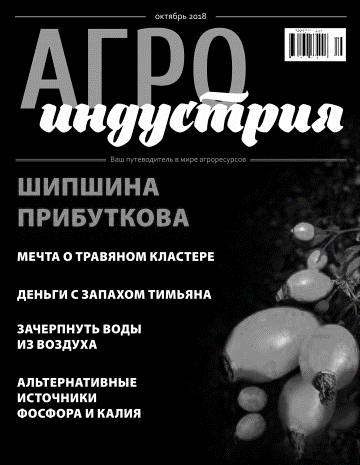 октябрь 2018
АГРО
индустрия
Ваш путеводитель в мире агроресурсов
ШИПШИНА
ПРИБУТКОВА
МЕЧТА О ТРАВЯНОМ КЛАСТЕРЕ
ДЕНЬГИ С ЗАПАХОМ ТИМЬЯНА
ЗАЧЕРПНУТЬ ВОДЫ
ИЗ ВОЗДУХА
АЛЬТЕРНАТИВНЫЕ
ИСТОЧНИКИ
ФОСФОРА И КАЛИЯ